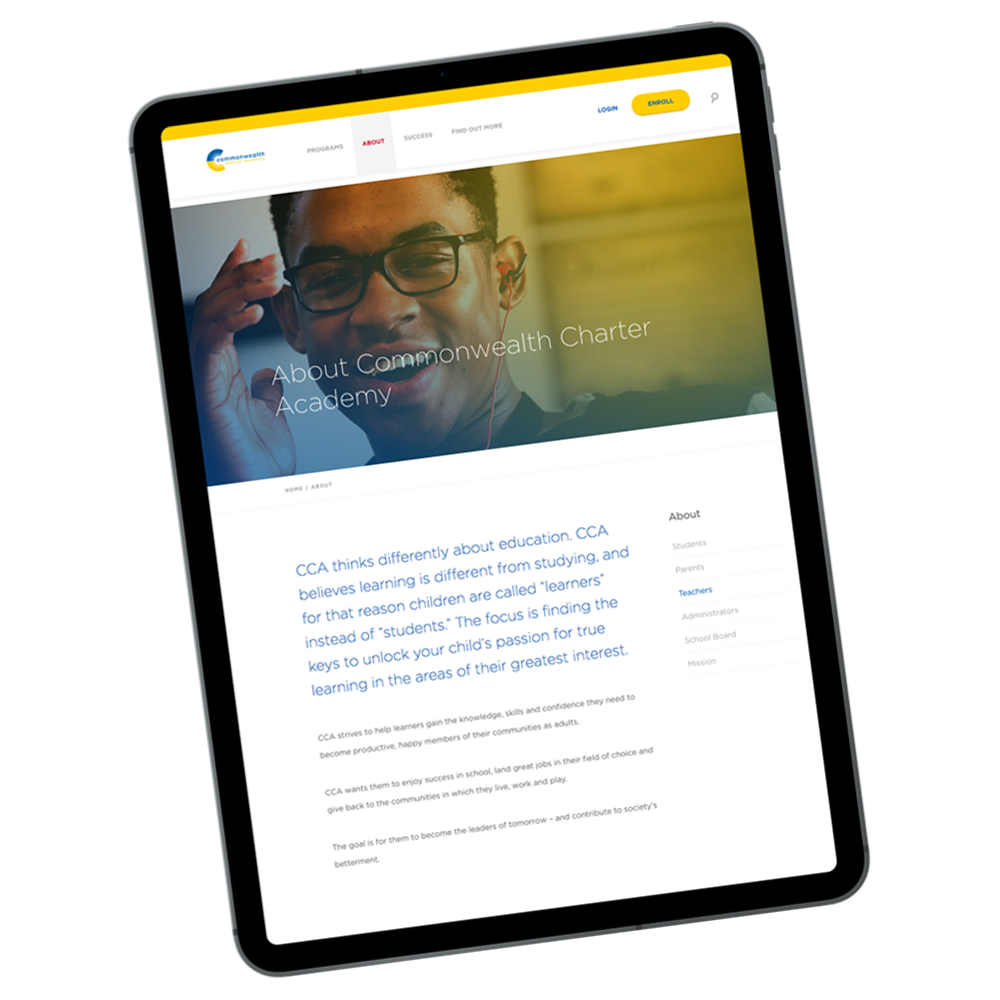 commonwealth
CHARTER ACADEMY
PROGRAMS
ABOUT
SUCCESS
FIND OUT MORE
LOGIN
ENROLL
About Commonwealth Charter
Academy
HOME / ABOUT
CCA thinks differently about education. CCA
believes learning is different from studying, and
for that reason children are called “learners”
instead of “students.” The focus is finding the
keys to unlock your child’s passion for true
learning in the areas of their greatest interest.
CCA strives to help learners gain the knowledge, skills and confidence they need to
become productive, happy members of their communities as adults.
CCA wants them to enjoy success in school, land great jobs in their field of choice and
give back to the communities in which they live, work and play.
The goal is for them to become the leaders of tomorrow – and contribute to society’s
betterment.
About
Students
Parents
Teachers
Administrators
School Board
Mission